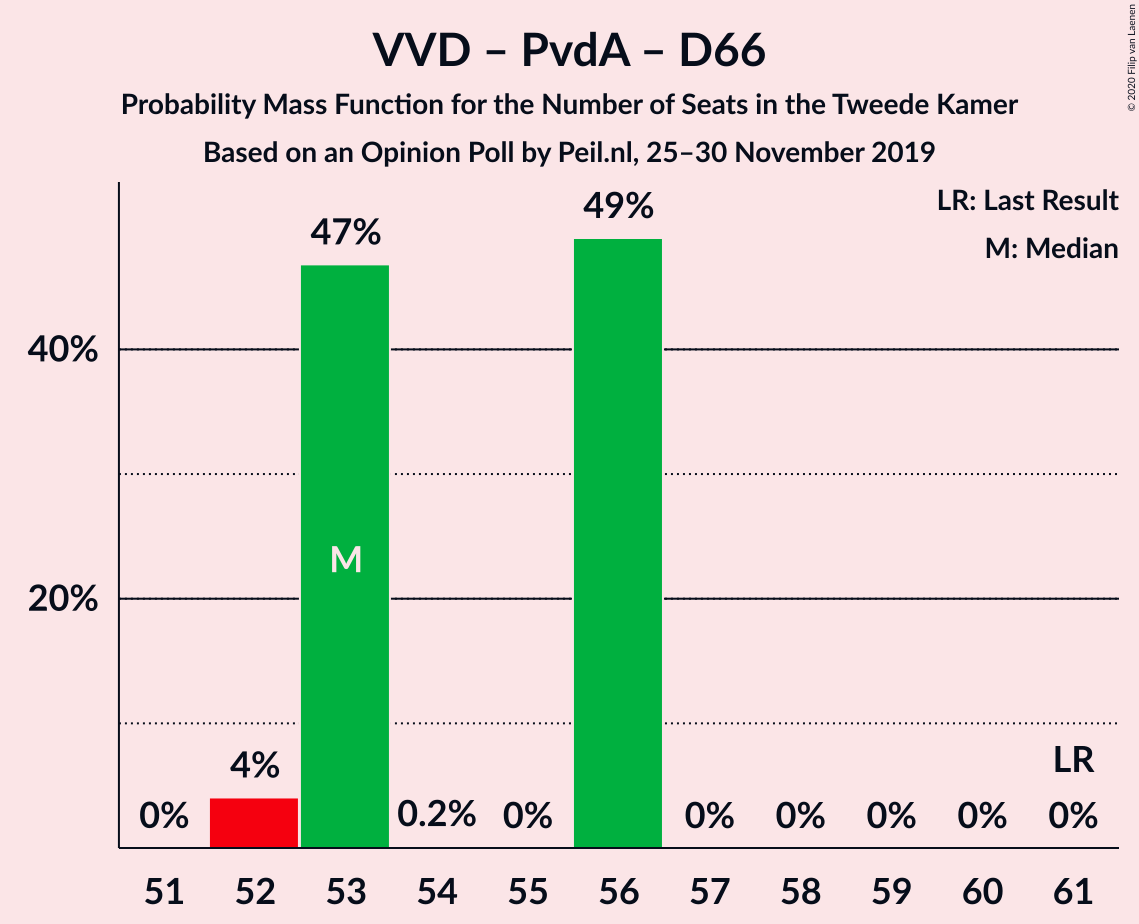 VVD – PvdA – D66
Probability Mass Function for the Number of Seats in the Tweede Kamer
Based on an Opinion Poll by Peil.nl, 25–30 November 2019
© 2020 Filip van Laenen
LR: Last Result
M: Median
40%
20%
0%
4%
47%
M
0.2%
0%
49%
0%
0%
0%
0%
LR
0%
51 52 53 54 55 56 57 58 59 60 61